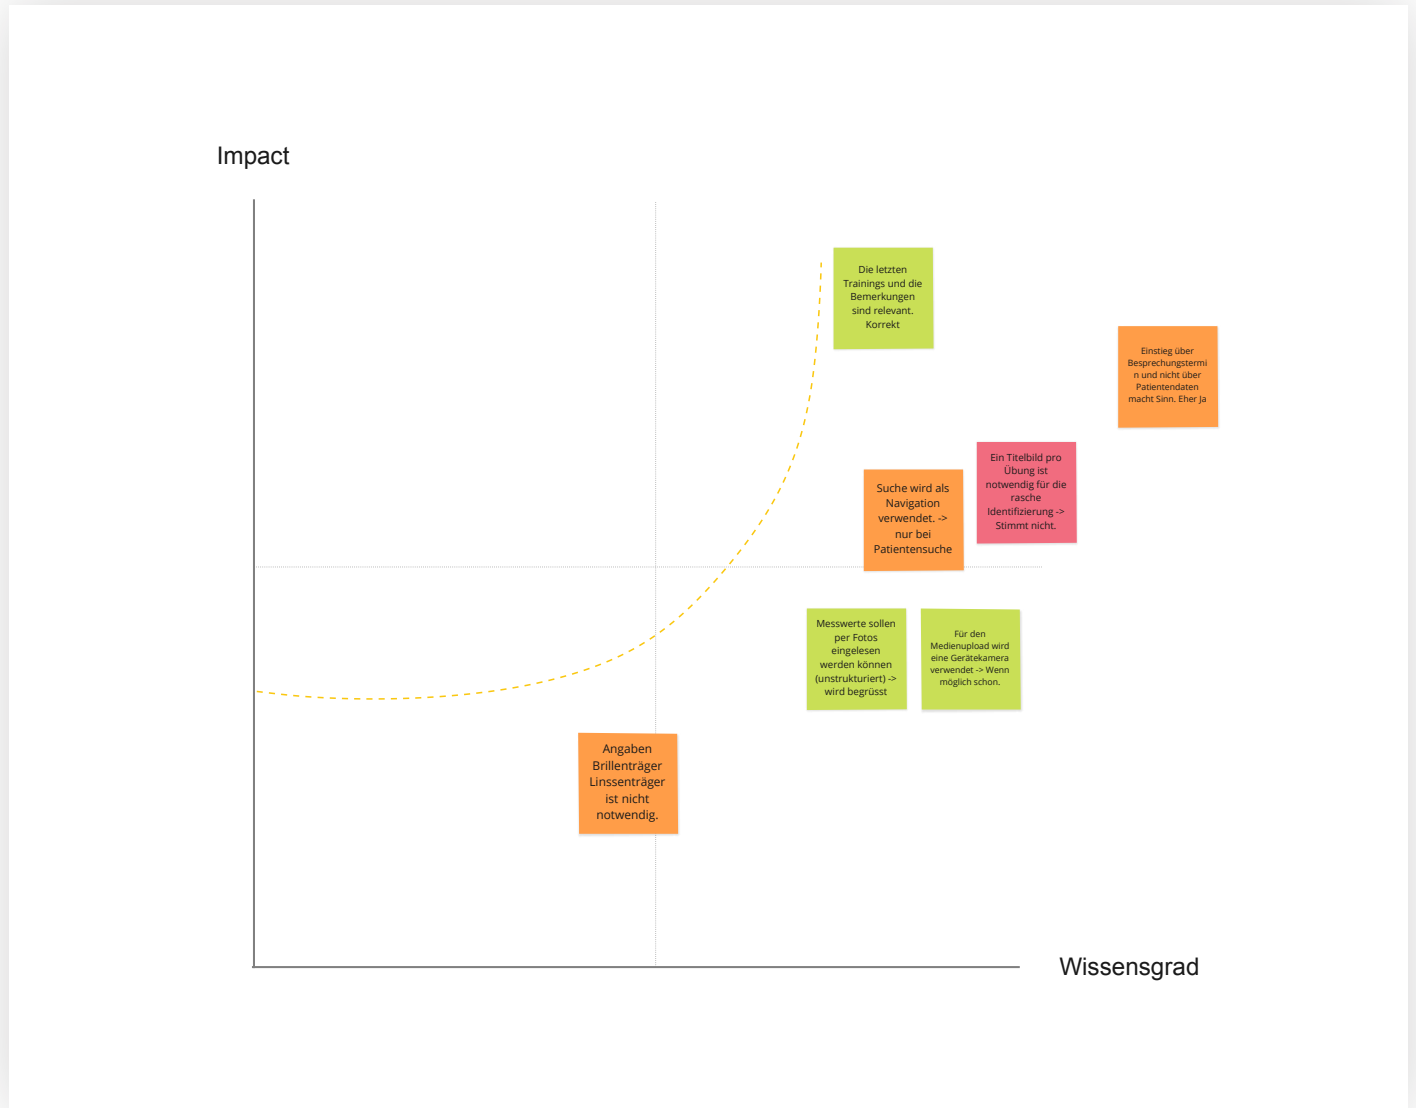 Impact
Die letzten
Trainings und die
Bemerkungen
sind relevant.
Korrekt
Einstieg über
Besprechungstermi
n und nicht über
Patientendaten
macht Sinn. Eher Ja
Ein Titelbild pro
Übung ist
notwendig für die
rasche
Identifizierung ->
Stimmt nicht.
Suche wird als
Navigation
verwendet. ->
nur bei
Patientensuche
Messwerte sollen
per Fotos
eingelesen
werden können
(unstrukturiert) ->
wird begrüsst
Für den
Medienupload wird
eine Gerätekamera
verwendet -> Wenn
möglich schon.
Angaben
Brillenträger
Linssenträger
ist nicht
notwendig.
Wissensgrad